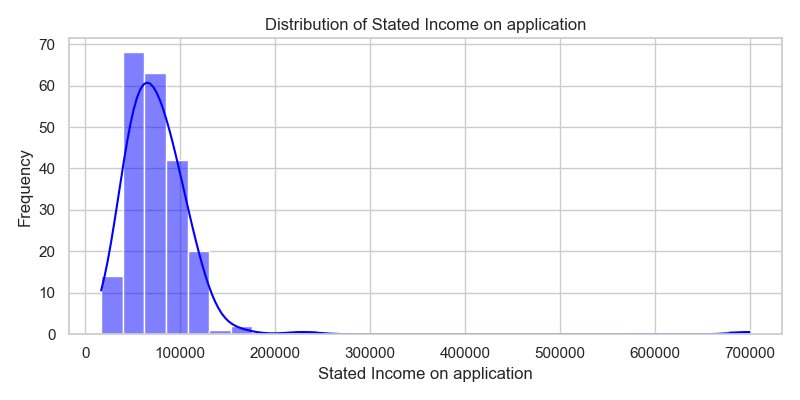 Distribution of Stated Income on application
Frequency
70
60
50
40
30
20
10
0
0 100000 200000 300000 400000 500000 600000 700000
Stated Income on application